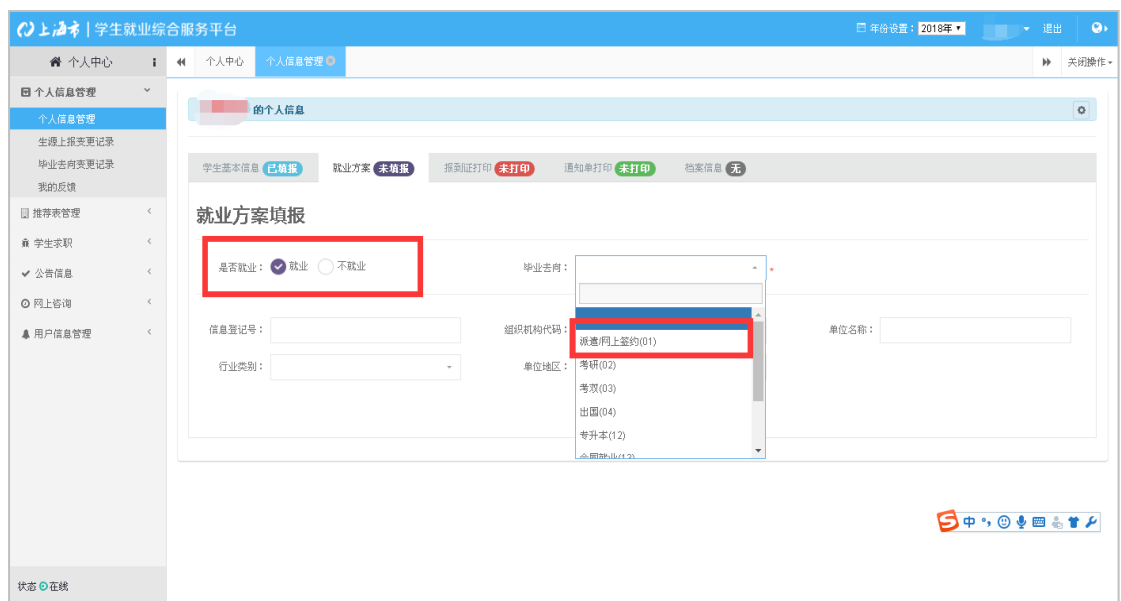 上海市 | 学生就业综合服务平台
年份设置： 2018年
退出
个人中心
个人中心
个人信息管理
关闭操作
个人信息管理
个人信息管理
生源上报变更记录
毕业去向变更记录
我的反馈
推荐表管理
学生求职
公告信息
网上咨询
用户信息管理
状态 在线
的个人信息
学生基本信息 已填报
就业方案 未填报
报到证打印 未打印
通知单打印 未打印
档案信息 无
就业方案填报
是否就业： 就业 不就业
毕业去向： *
派遣/网上签约(01)
考研(02)
考双(03)
出国(04)
专升本(12)
合同就业(13)
信息登记号：
组织机构代码：
单位名称：
行业类别：
单位地区：
中